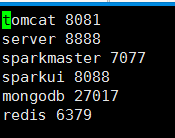 tomcat 8081
server 8888
sparkmaster 7077
sparkui 8088
mongodb 27017
redis 6379